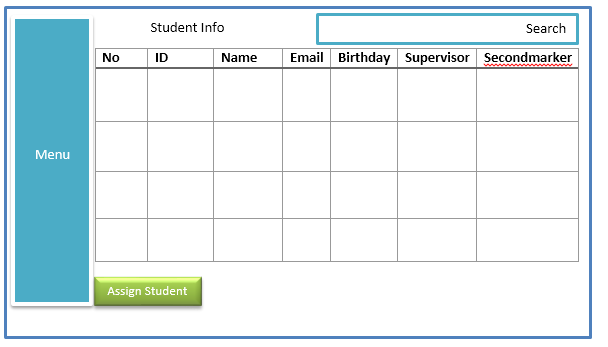 Student Info
Search
No ID Name Email Birthday Supervisor Secondmarker
Menu
Assign Student